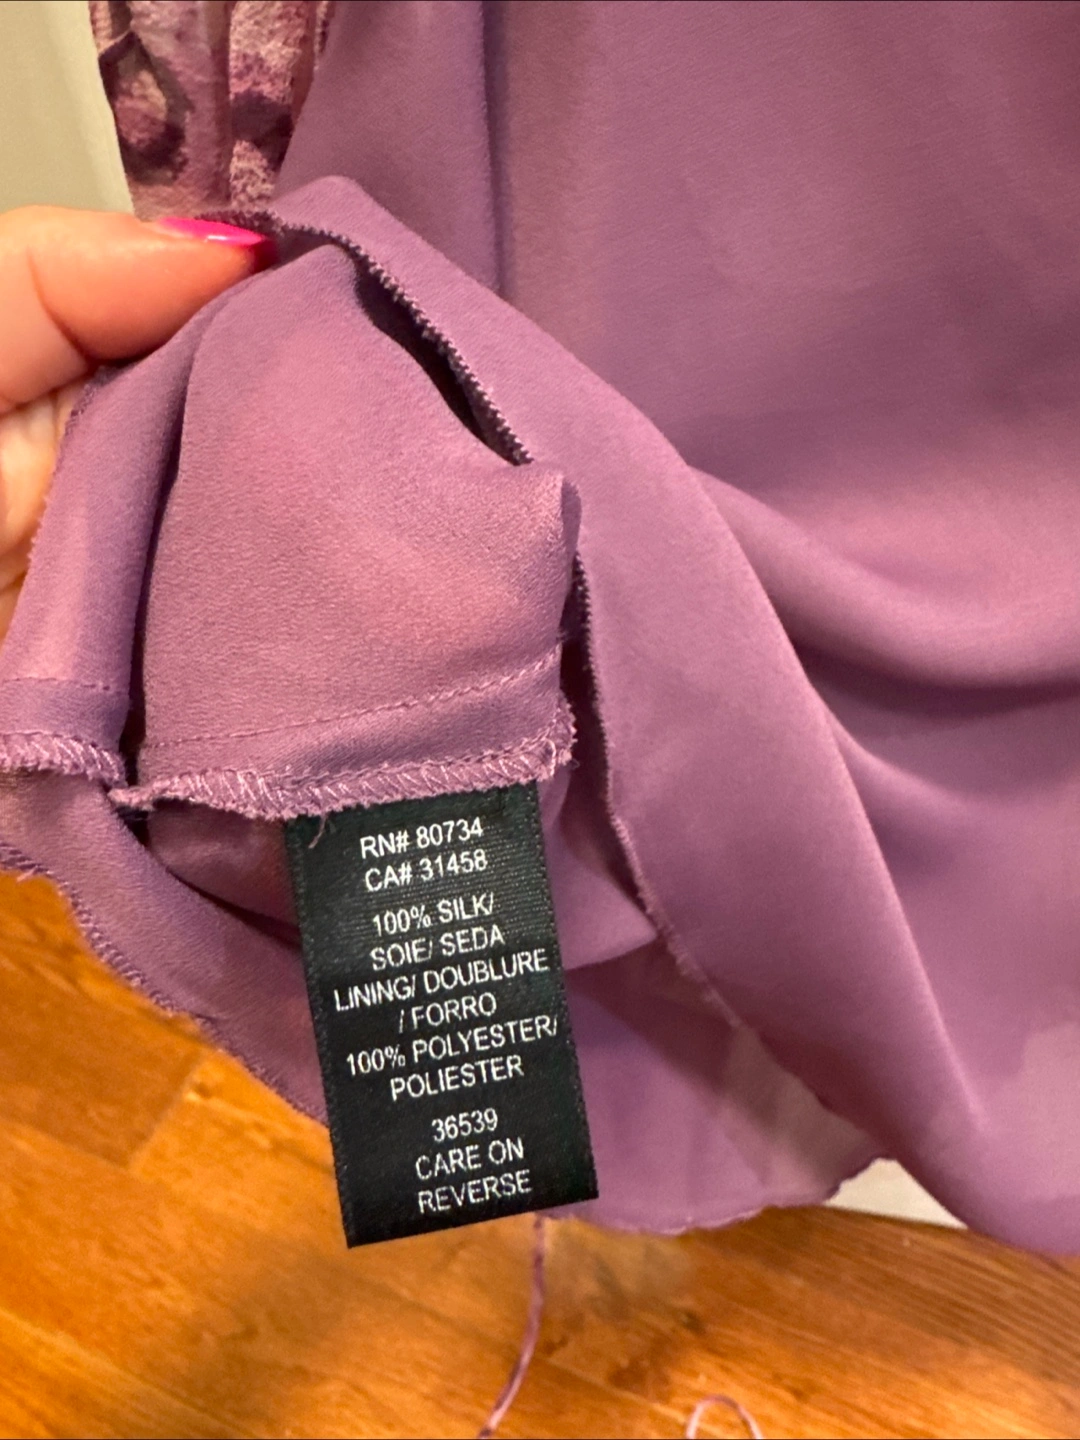 RN# 80734
CA# 31458
100% SILK/
SOIE/ SEDA
LINING/ DOUBLURE
/ FORRO
100% POLYESTER/
POLIESTER
36539
CARE ON
REVERSE